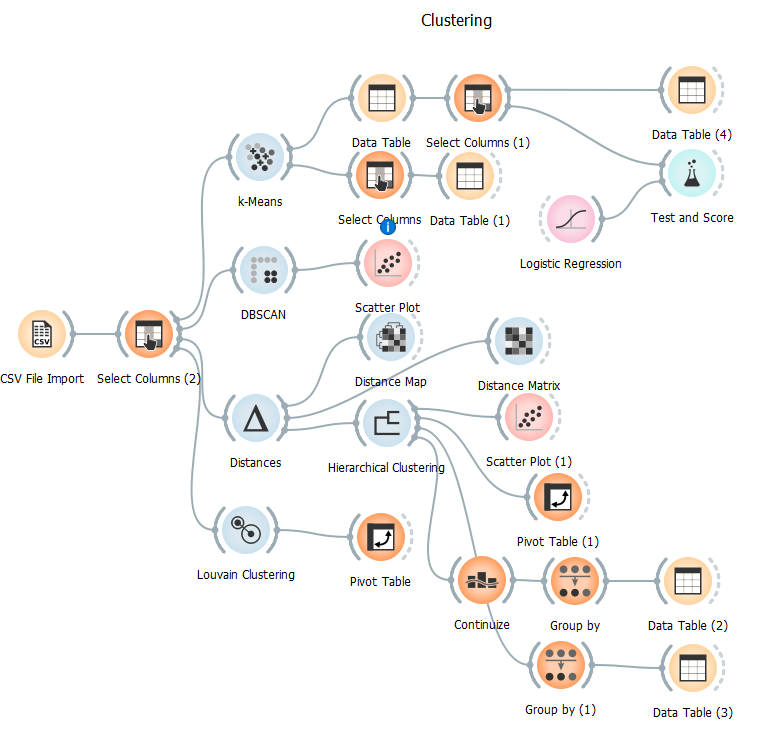 Clustering
Data Table
Select Columns (1)
Data Table (4)
k-Means
Select Columns
Data Table (1)
Test and Score
i
Logistic Regression
DBSCAN
Scatter Plot
CSV
CSV File Import
Select Columns (2)
Distance Map
Distance Matrix
Distances
Hierarchical Clustering
Scatter Plot (1)
Pivot Table (1)
Louvain Clustering
Pivot Table
Continuize
Group by
Data Table (2)
Group by (1)
Data Table (3)